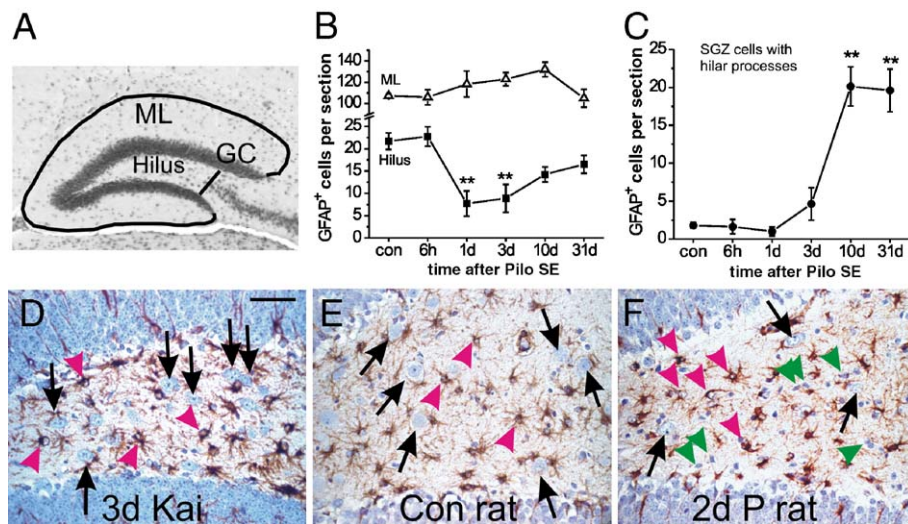 A
ML
Hilus
GC
B
GFAP+ cells per section
140
120
100
25
20
15
10
5
0
ML
Hilus
**
**
con 6h 1d 3d 10d 31d
time after Pilo SE
C
SGZ cells with
hilar processes
GFAP+ cells per section
25
20
15
10
5
0
**
**
con 6h 1d 3d 10d 31d
time after Pilo SE
D
3d Kai
E
Con rat
F
2d P rat